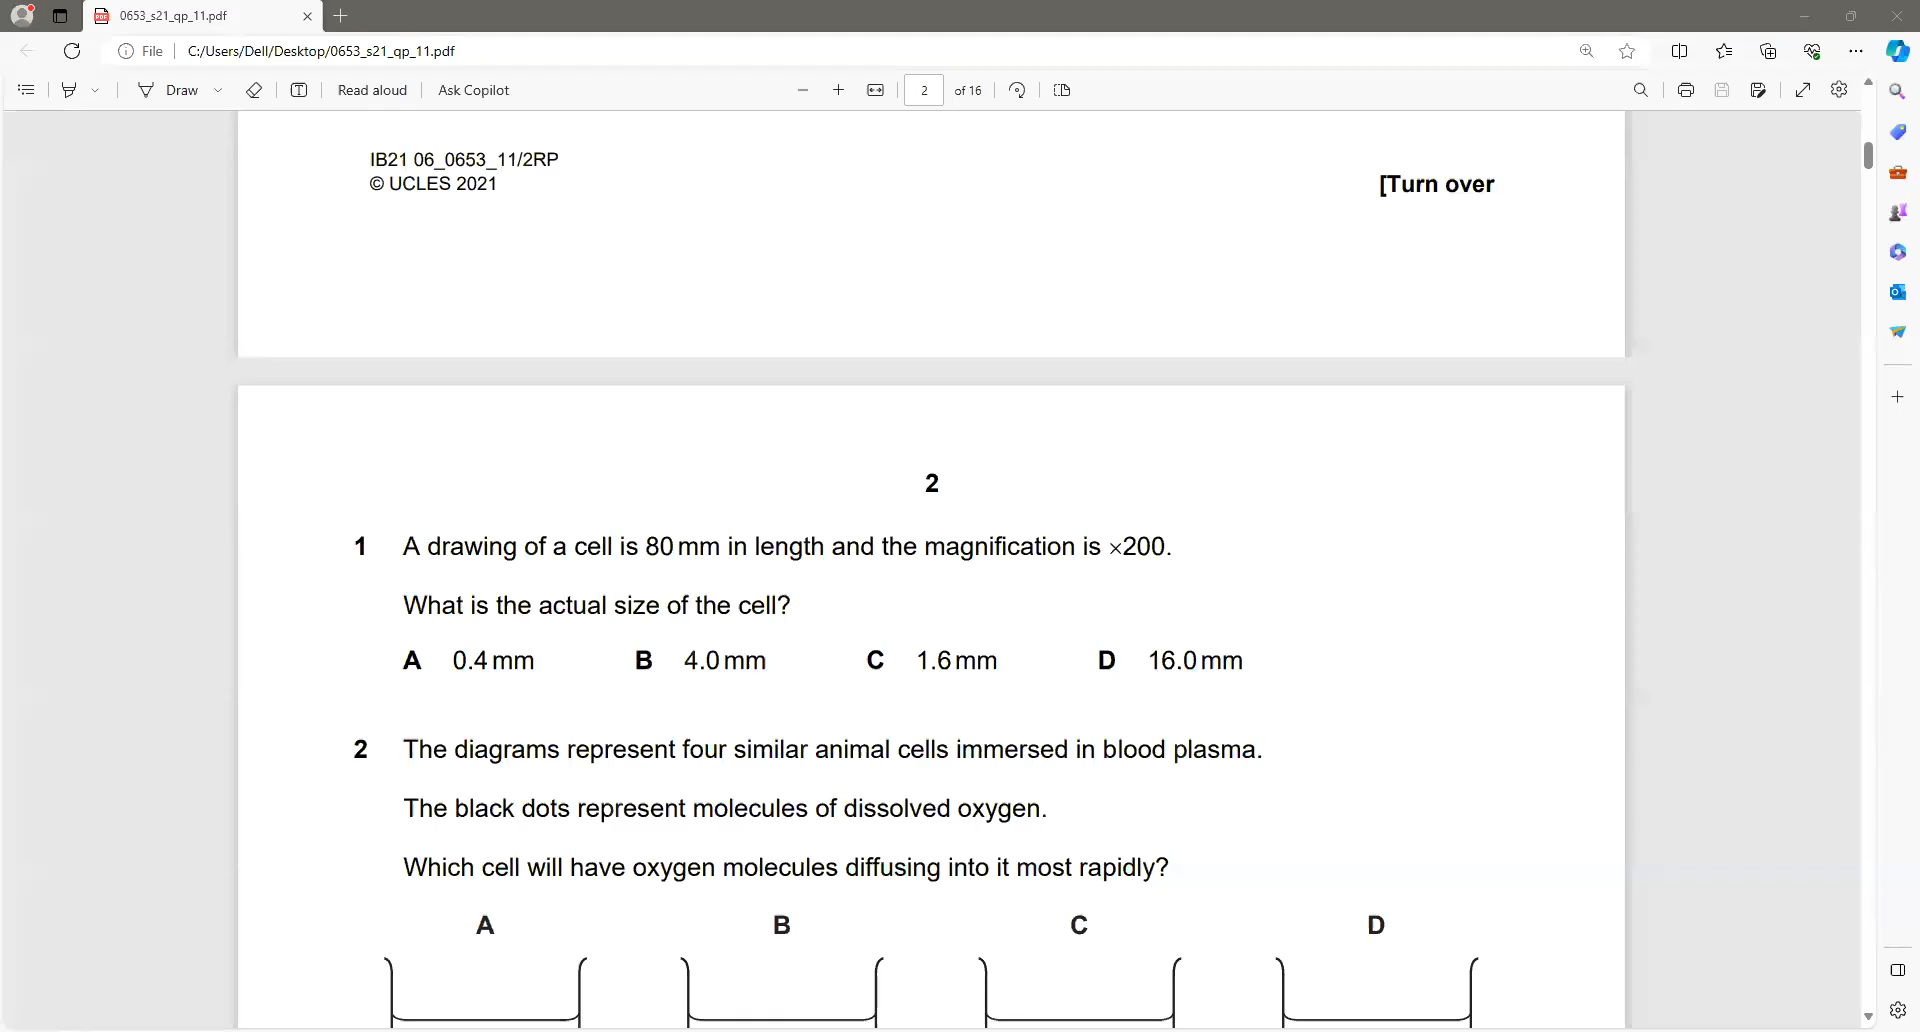 0653_s21_qp_11.pdf
File
C:/Users/Dell/Desktop/0653_s21_qp_11.pdf
Draw
Read aloud
Ask Copilot
2
of 16
IB21 06_0653_11/2RP
© UCLES 2021
[Turn over
2
1 A drawing of a cell is 80 mm in length and the magnification is ×200.
What is the actual size of the cell?
A 0.4 mm B 4.0 mm C 1.6 mm D 16.0 mm
2 The diagrams represent four similar animal cells immersed in blood plasma.
The black dots represent molecules of dissolved oxygen.
Which cell will have oxygen molecules diffusing into it most rapidly?
A B C D